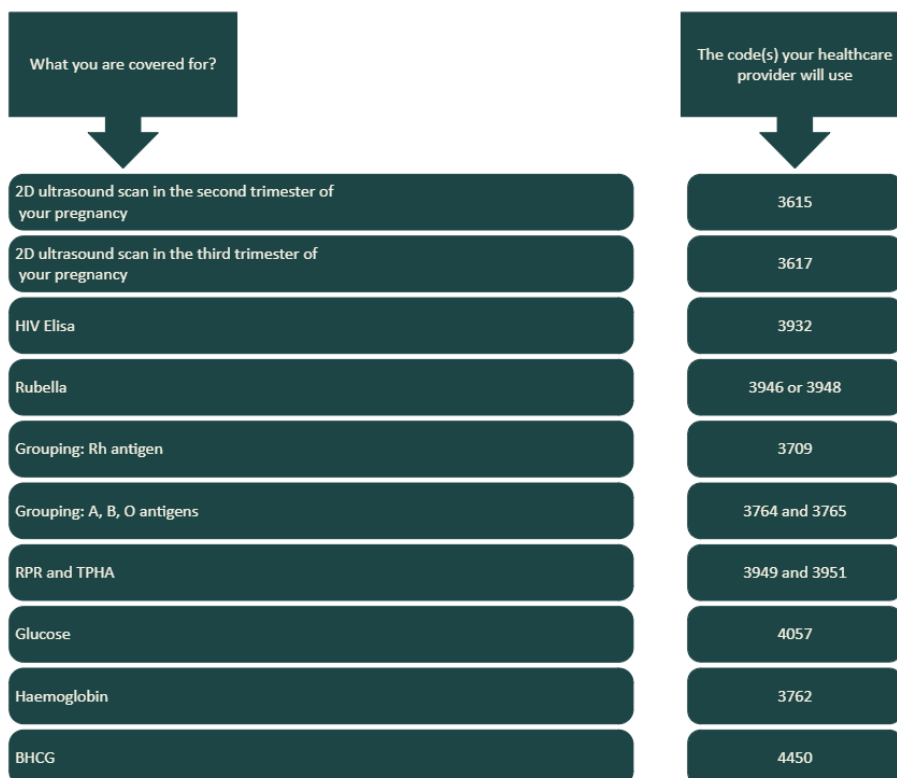 What you are covered for?
The code(s) your healthcare
provider will use
2D ultrasound scan in the second trimester of
your pregnancy
3615
2D ultrasound scan in the third trimester of
your pregnancy
3617
HIV Elisa
3932
Rubella
3946 or 3948
Grouping: Rh antigen
3709
Grouping: A, B, O antigens
3764 and 3765
RPR and TPHA
3949 and 3951
Glucose
4057
Haemoglobin
3762
BHCG
4450